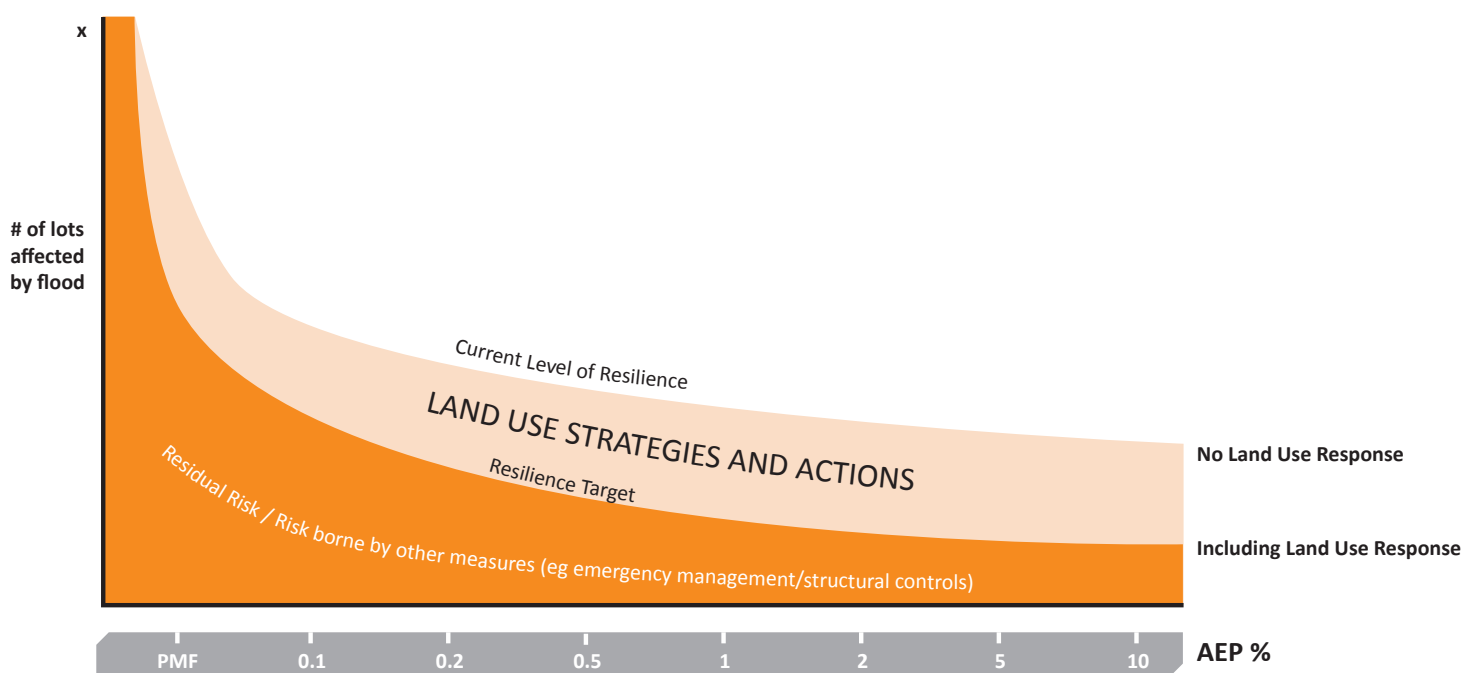 x
# of lots
affected
by flood
Current Level of Resilience
LAND USE STRATEGIES AND ACTIONS
Resilience Target
Residual Risk / Risk borne by other measures (eg emergency management/structural controls)
No Land Use Response
Including Land Use Response
PMF 0.1 0.2 0.5 1 2 5 10 AEP %